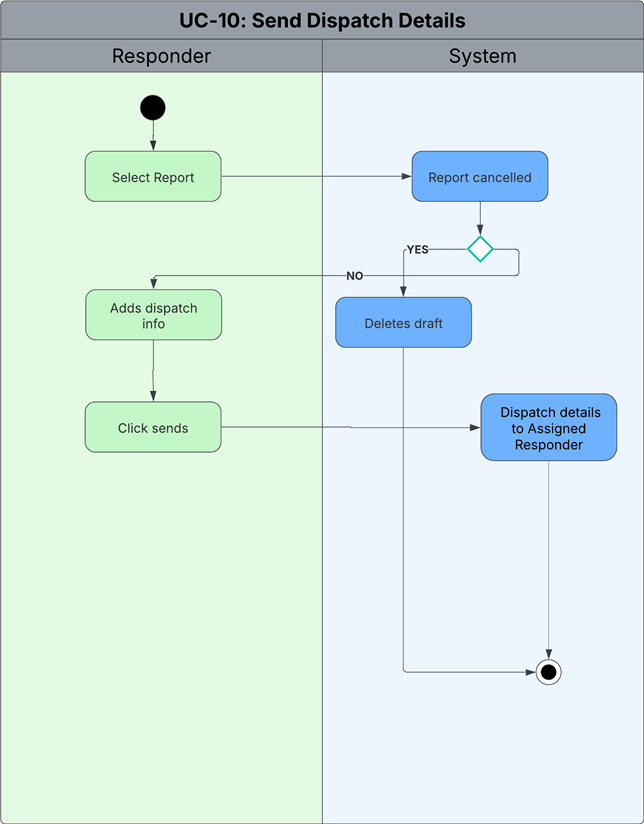 UC-10: Send Dispatch Details
Responder
System
Select Report
Report cancelled
YES
NO
Adds dispatch
info
Deletes draft
Click sends
Dispatch details
to Assigned
Responder